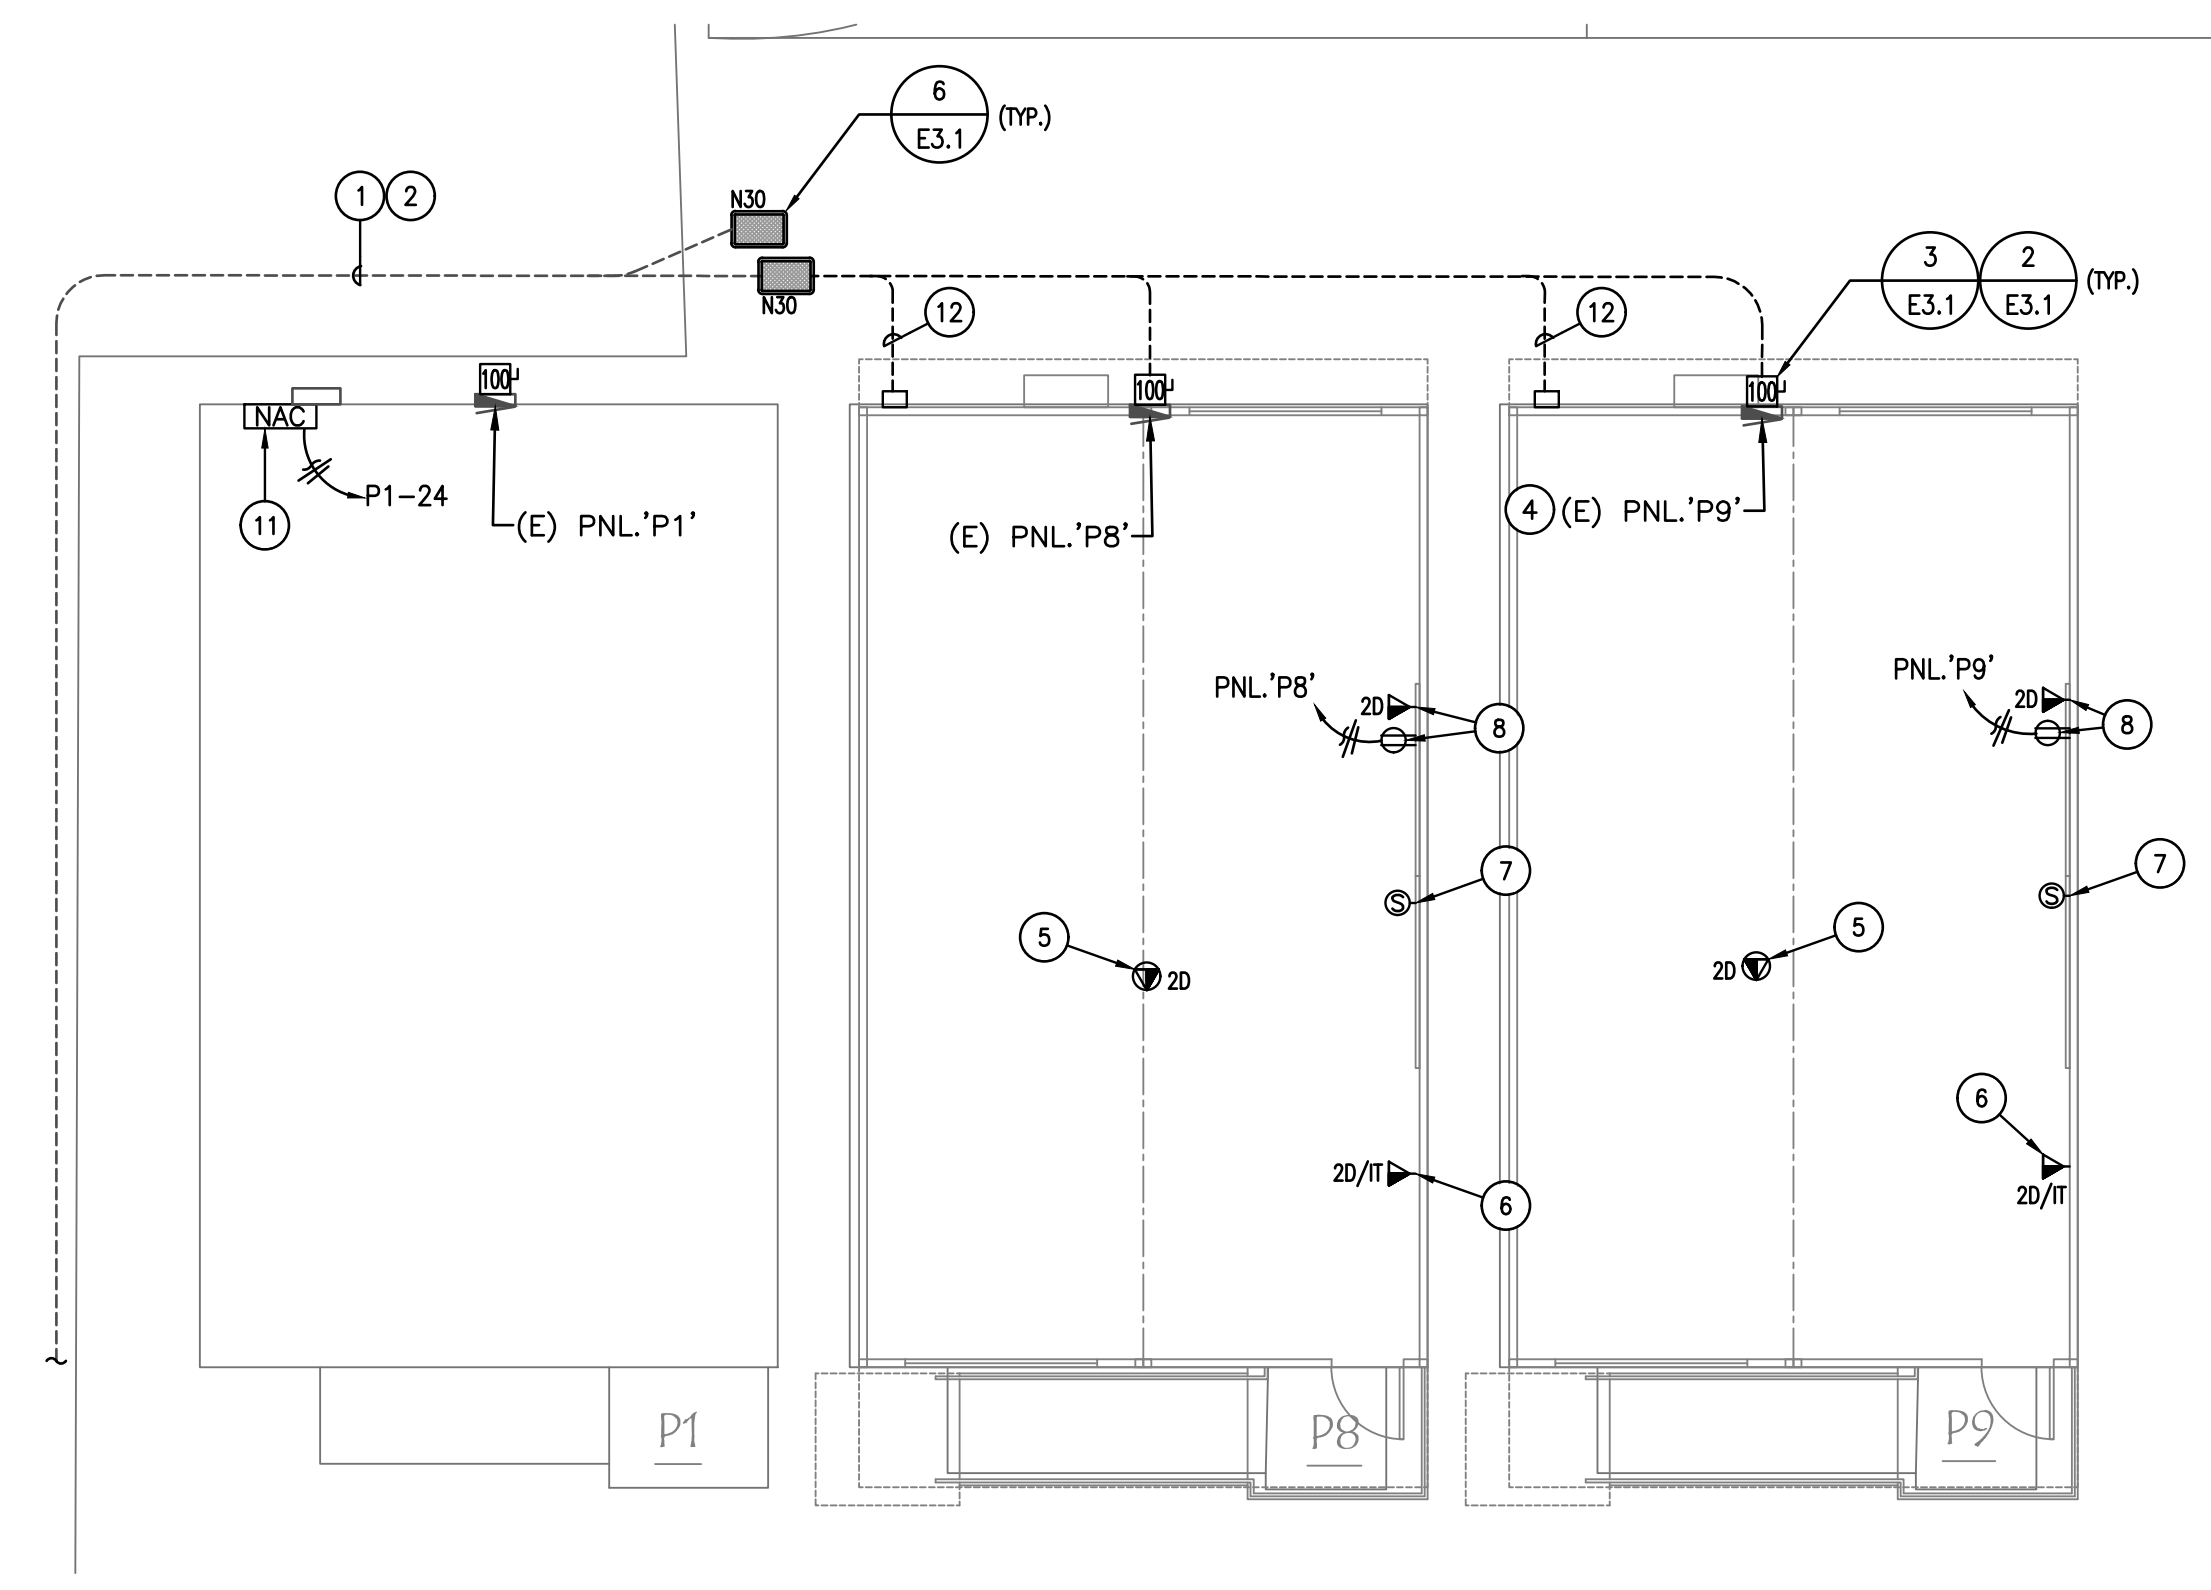 6
E3.1
(TYP.)
1
2
N30
N30
3
E3.1
2
E3.1
(TYP.)
12
12
100
100
100
NAC
P1-24
11
(E) PNL.'P1'
(E) PNL.'P8'
4
(E) PNL.'P9'
PNL.'P8'
2D
8
PNL.'P9'
2D
8
S
7
S
7
5
2D
5
2D
2D/IT
6
6
2D/IT
P1
P8
P9